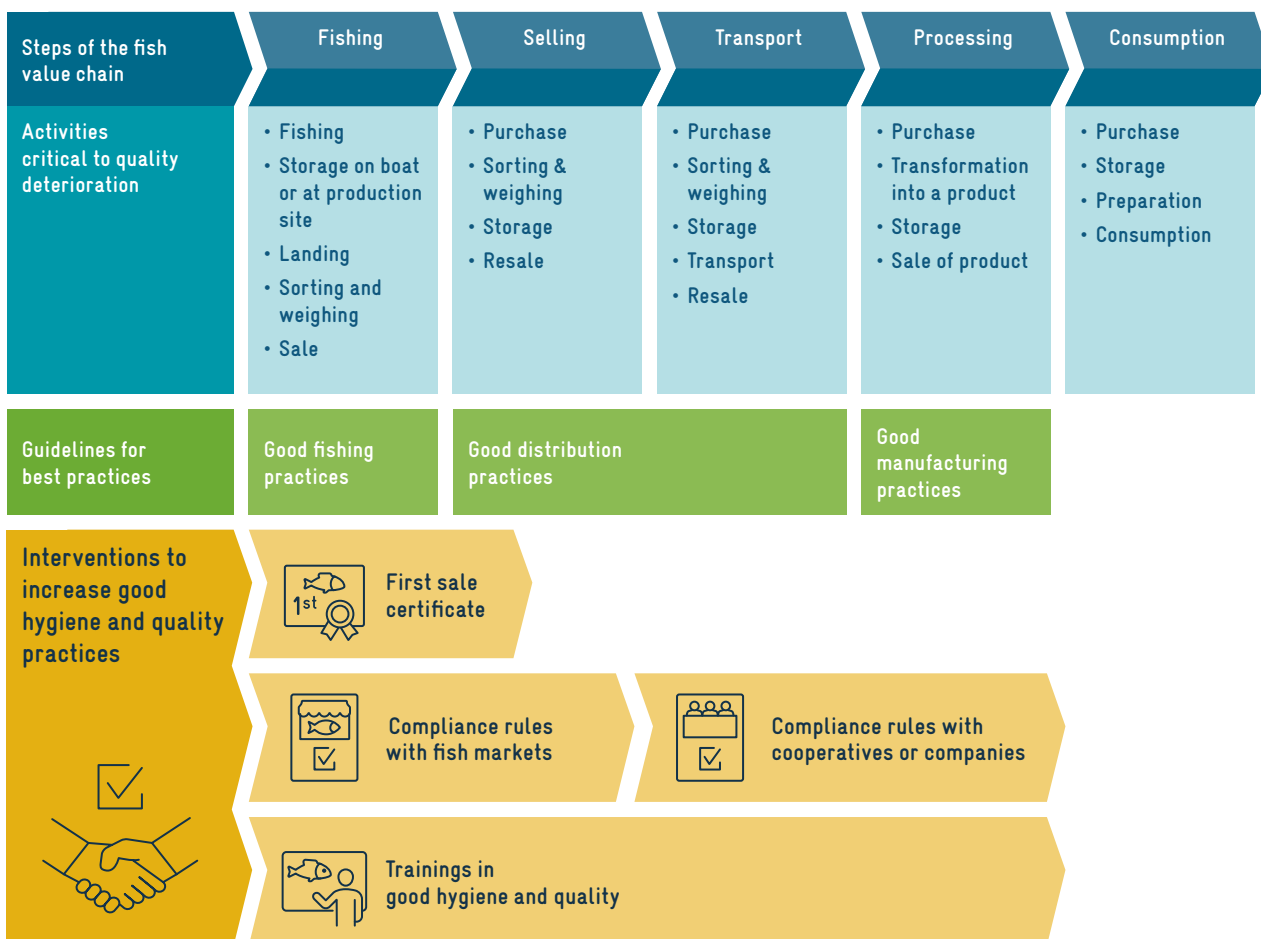 Steps of the fish
value chain
Fishing
Selling
Transport
Processing
Consumption
Activities
critical to quality
deterioration
• Fishing
• Storage on boat
or at production
site
• Landing
• Sorting and
weighing
• Sale
• Purchase
• Sorting &
weighing
• Storage
• Resale
• Purchase
• Sorting &
weighing
• Storage
• Transport
• Resale
• Purchase
• Transformation
into a product
• Storage
• Sale of product
• Purchase
• Storage
• Preparation
• Consumption
Guidelines for
best practices
Good fishing
practices
Good distribution
practices
Good
manufacturing
practices
Interventions to
increase good
hygiene and quality
practices
1st
First sale
certificate
Compliance rules
with fish markets
Compliance rules with
cooperatives or companies
Trainings in
good hygiene and quality